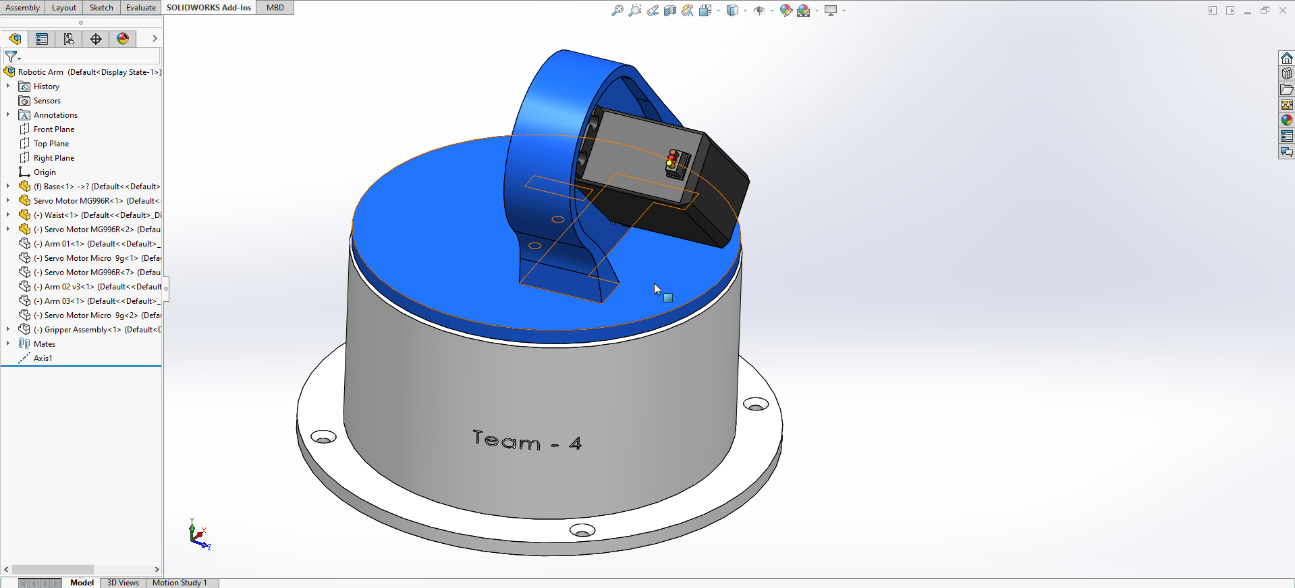 Assembly Layout Sketch Evaluate SOLIDWORKS Add-Ins MBD
Robotic Arm (Default<Display State-1>)
History
Sensors
Annotations
Front Plane
Top Plane
Right Plane
Origin
(f) Base<1> ->? (Default<<Default>
Servo Motor MG996R<1> (Default<
(-) Waist<1> (Default<<Default>_Di
(-) Servo Motor MG996R<2> (Defau
(-) Arm 01<1> (Default<<Default>_
(-) Servo Motor Micro 9g<1> (Defau
(-) Servo Motor MG996R<7> (Defau
(-) Arm 02 v3<1> (Default<<Default
(-) Arm 03<1> (Default<<Default>_
(-) Servo Motor Micro 9g<2> (Defau
(-) Gripper Assembly<1> (Default<D
Mates
Axis1
Team - 4
Y
X
Z
Model 3D Views Motion Study 1